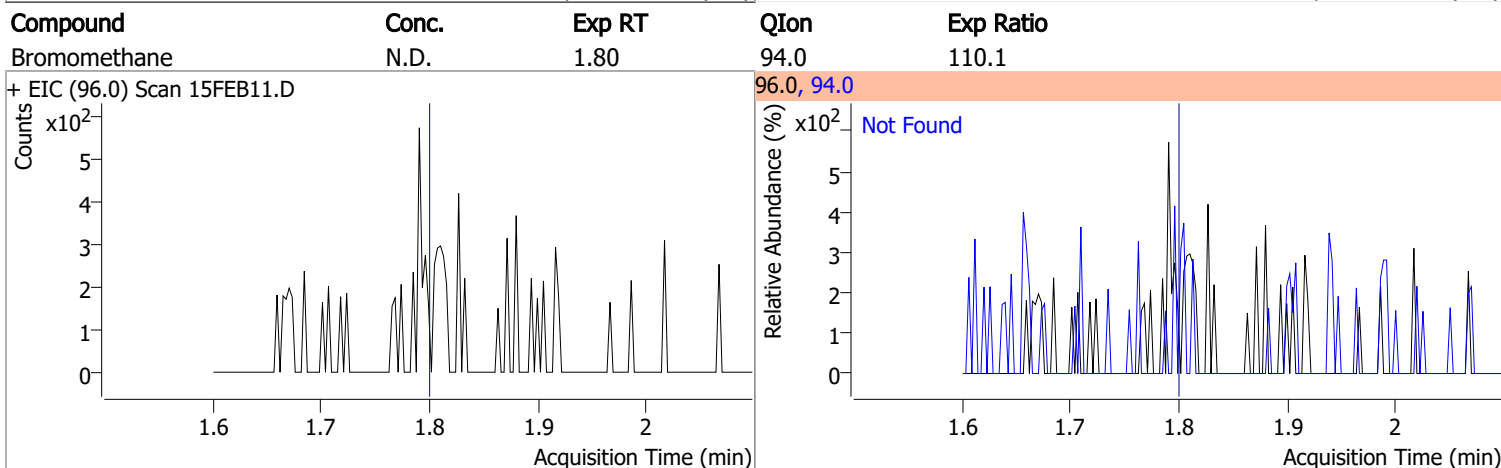 Compound Conc. Exp RT QIon Exp Ratio
Bromomethane N.D. 1.80 94.0 110.1
+ EIC (96.0) Scan 15FEB11.D
Counts
x10²
5
4
3
2
1
0
1.6 1.7 1.8 1.9 2
Acquisition Time (min)
96.0, 94.0
Relative Abundance (%)
x10²
Not Found
5
4
3
2
1
0
1.6 1.7 1.8 1.9 2
Acquisition Time (min)